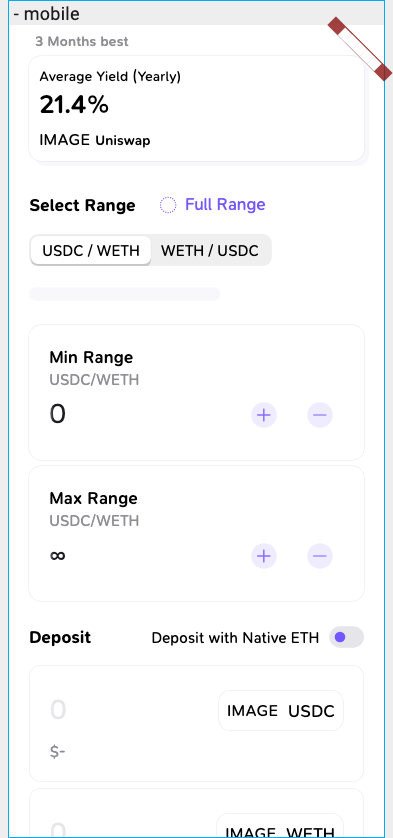 - mobile
3 Months best
Average Yield (Yearly)
21.4%
IMAGE Uniswap
Select Range Full Range
USDC / WETH WETH / USDC
Min Range
USDC/WETH
0
Max Range
USDC/WETH
∞
Deposit Deposit with Native ETH
0
IMAGE USDC
$-
0
IMAGE WETH